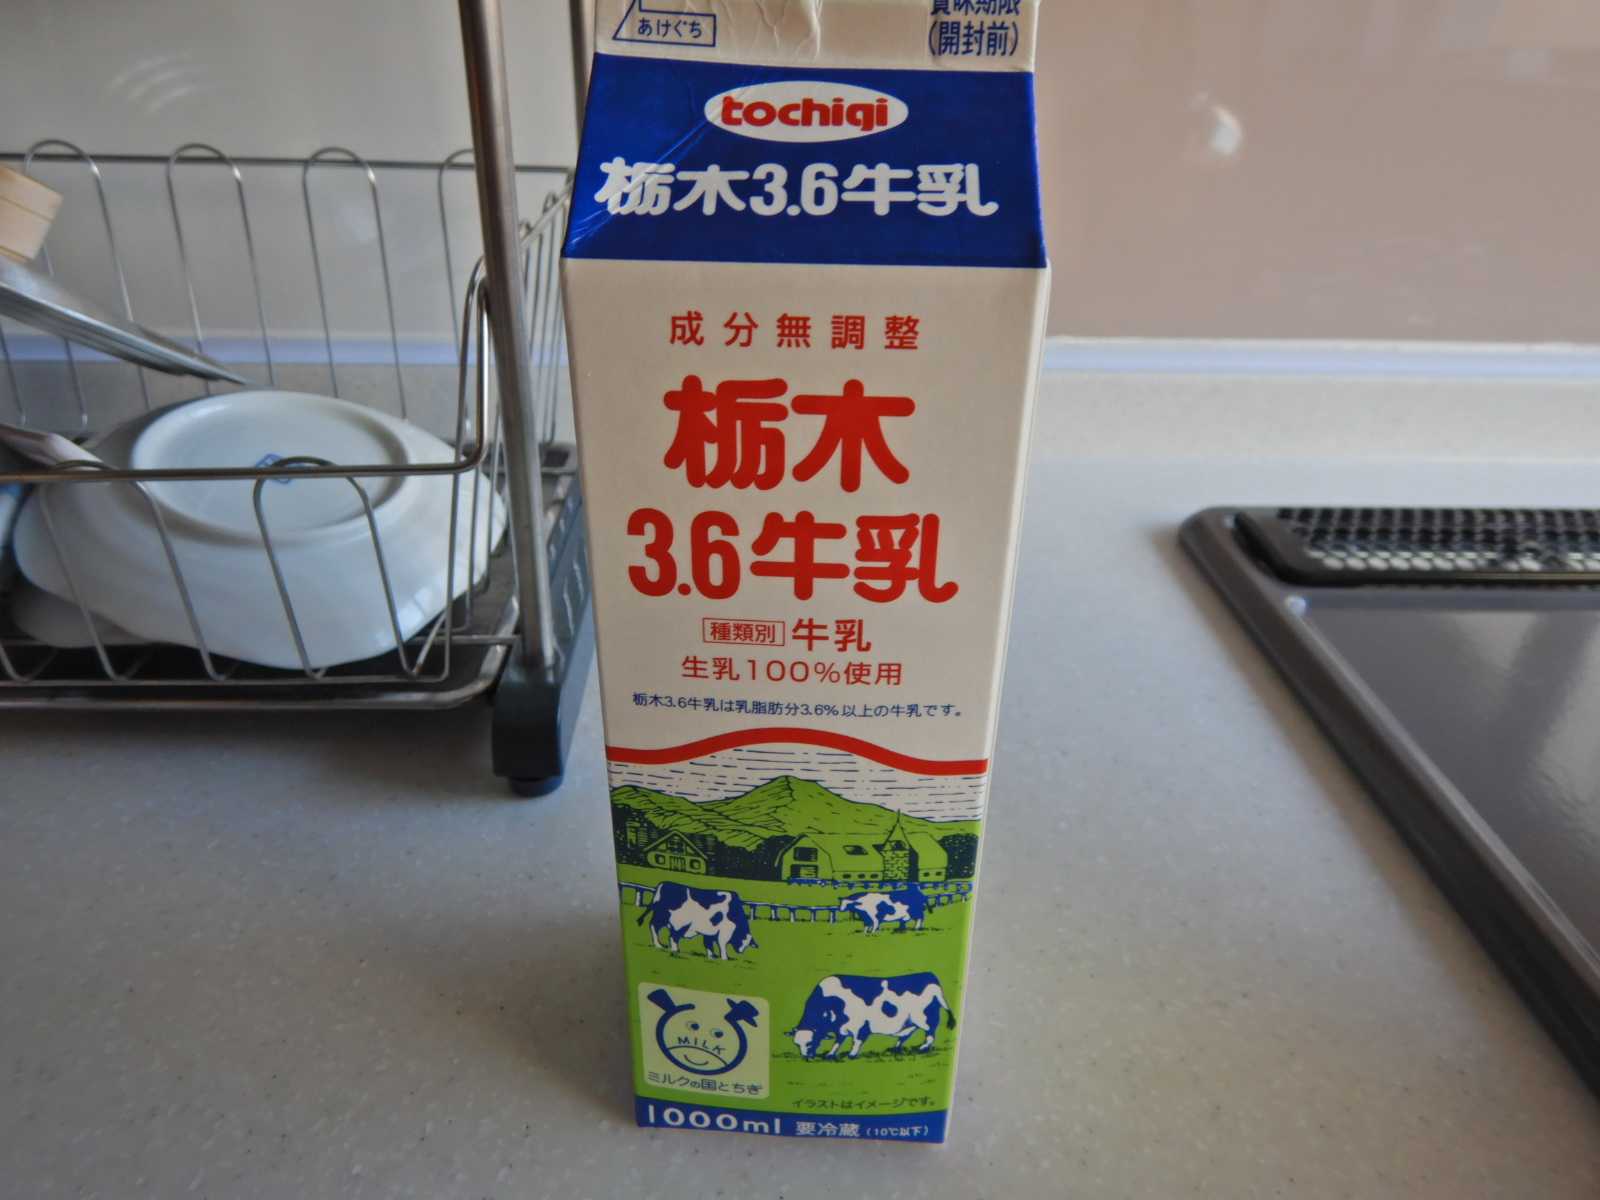 あけぐち
賞味期限
(開封前)
tochigi
栃木3.6牛乳
成分無調整
栃木
3.6牛乳
種類別 牛乳
生乳100%使用
栃木3.6牛乳は乳脂肪分3.6%以上の牛乳です。
MILK
ミルクの国とちぎ
イラストはイメージです。
1000ml 要冷蔵(10℃以下)